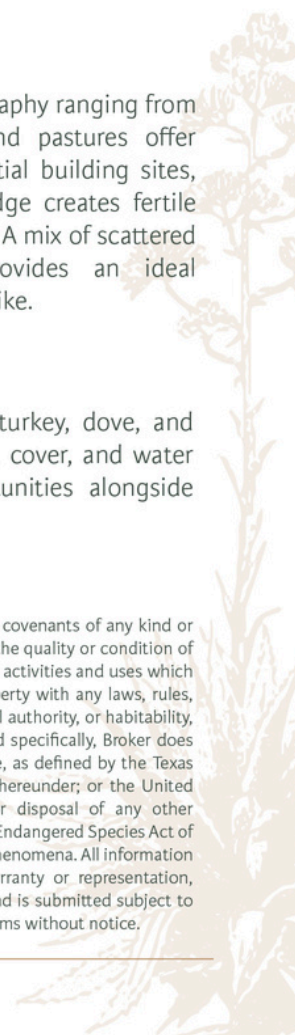 aphy ranging from
nd pastures offer
tial building sites,
dge creates fertile
A mix of scattered
ovides an ideal
ike.
turkey, dove, and
cover, and water
unities alongside
covenants of any kind or
he quality or condition of
activities and uses which
erty with any laws, rules,
l authority, or habitability,
d specifically, Broker does
e, as defined by the Texas
hereunder; or the United
r disposal of any other
Endangered Species Act of
henomena. All information
rranty or representation,
nd is submitted subject to
ms without notice.